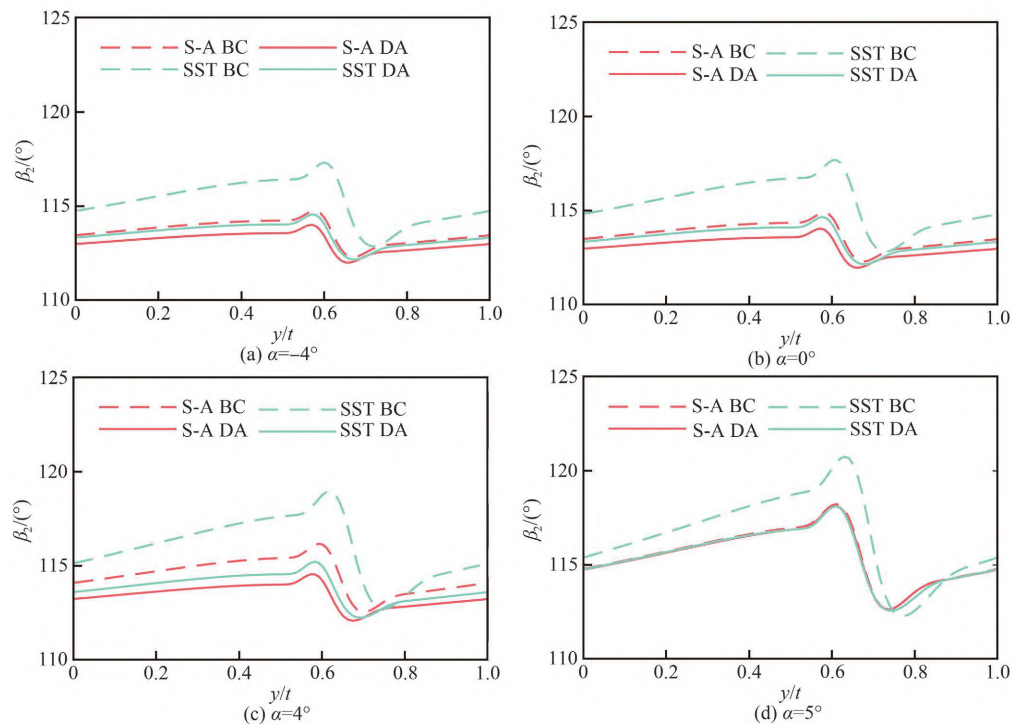 125
S-A BC
S-A DA
SST BC
SST DA
120
β₂/(°)
115
110
0 0.2 0.4 0.6 0.8 1.0
y/t
(a) α=–4°
125
S-A BC
SST BC
S-A DA
SST DA
120
β₂/(°)
115
110
0 0.2 0.4 0.6 0.8 1.0
y/t
(b) α=0°
125
S-A BC
SST BC
S-A DA
SST DA
120
β₂/(°)
115
110
0 0.2 0.4 0.6 0.8 1.0
y/t
(c) α=4°
125
S-A BC
SST BC
S-A DA
SST DA
120
β₂/(°)
115
110
0 0.2 0.4 0.6 0.8 1.0
y/t
(d) α=5°